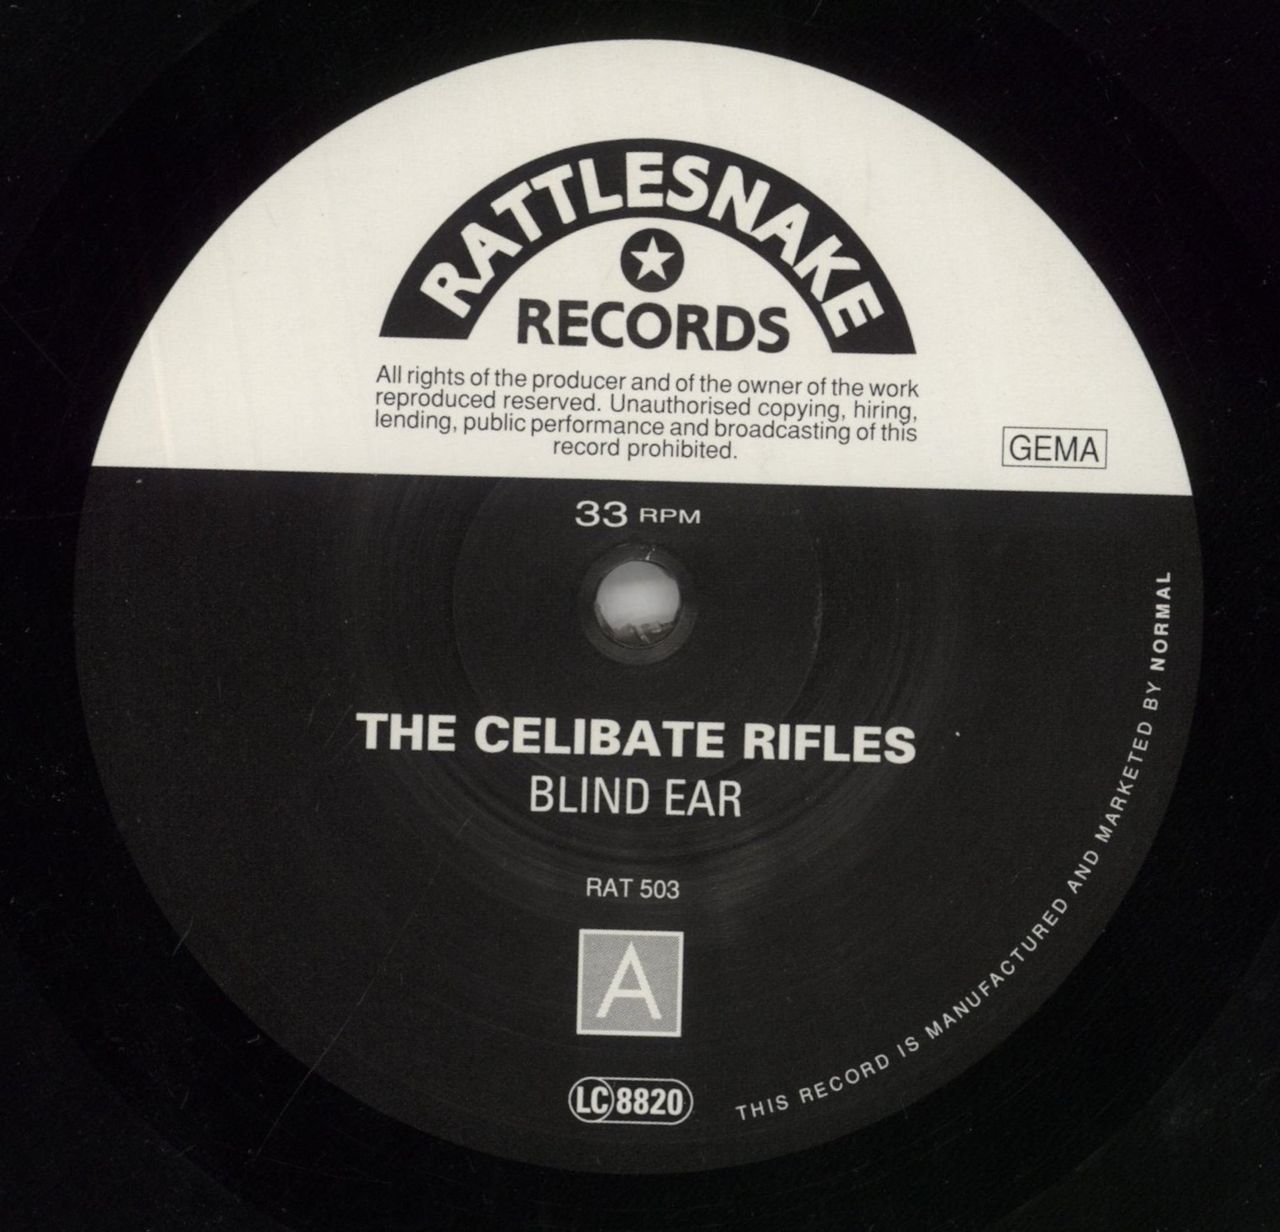 RATTLESNAKE
RECORDS
All rights of the producer and of the owner of the work
reproduced reserved. Unauthorised copying, hiring,
lending, public performance and broadcasting of this
record prohibited.
GEMA
33 RPM
THE CELIBATE RIFLES
BLIND EAR
RAT 503
A
LC 8820
THIS RECORD IS MANUFACTURED AND MARKETED BY NORMAL